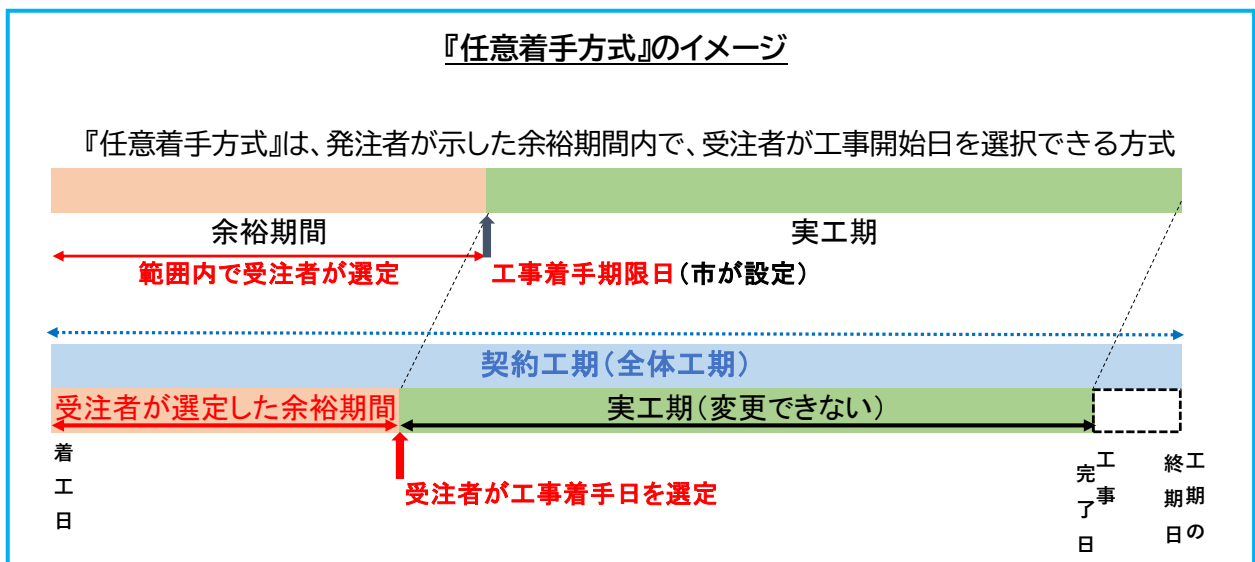 『任意着手方式』のイメージ
『任意着手方式』は、発注者が示した余裕期間内で、受注者が工事開始日を選択できる方式
余裕期間
実工期
範囲内で受注者が選定
工事着手期限日(市が設定)
契約工期(全体工期)
受注者が選定した余裕期間
実工期(変更できない)
着工日
受注者が工事着手日を選定
工事
完了日
工期の
終期日